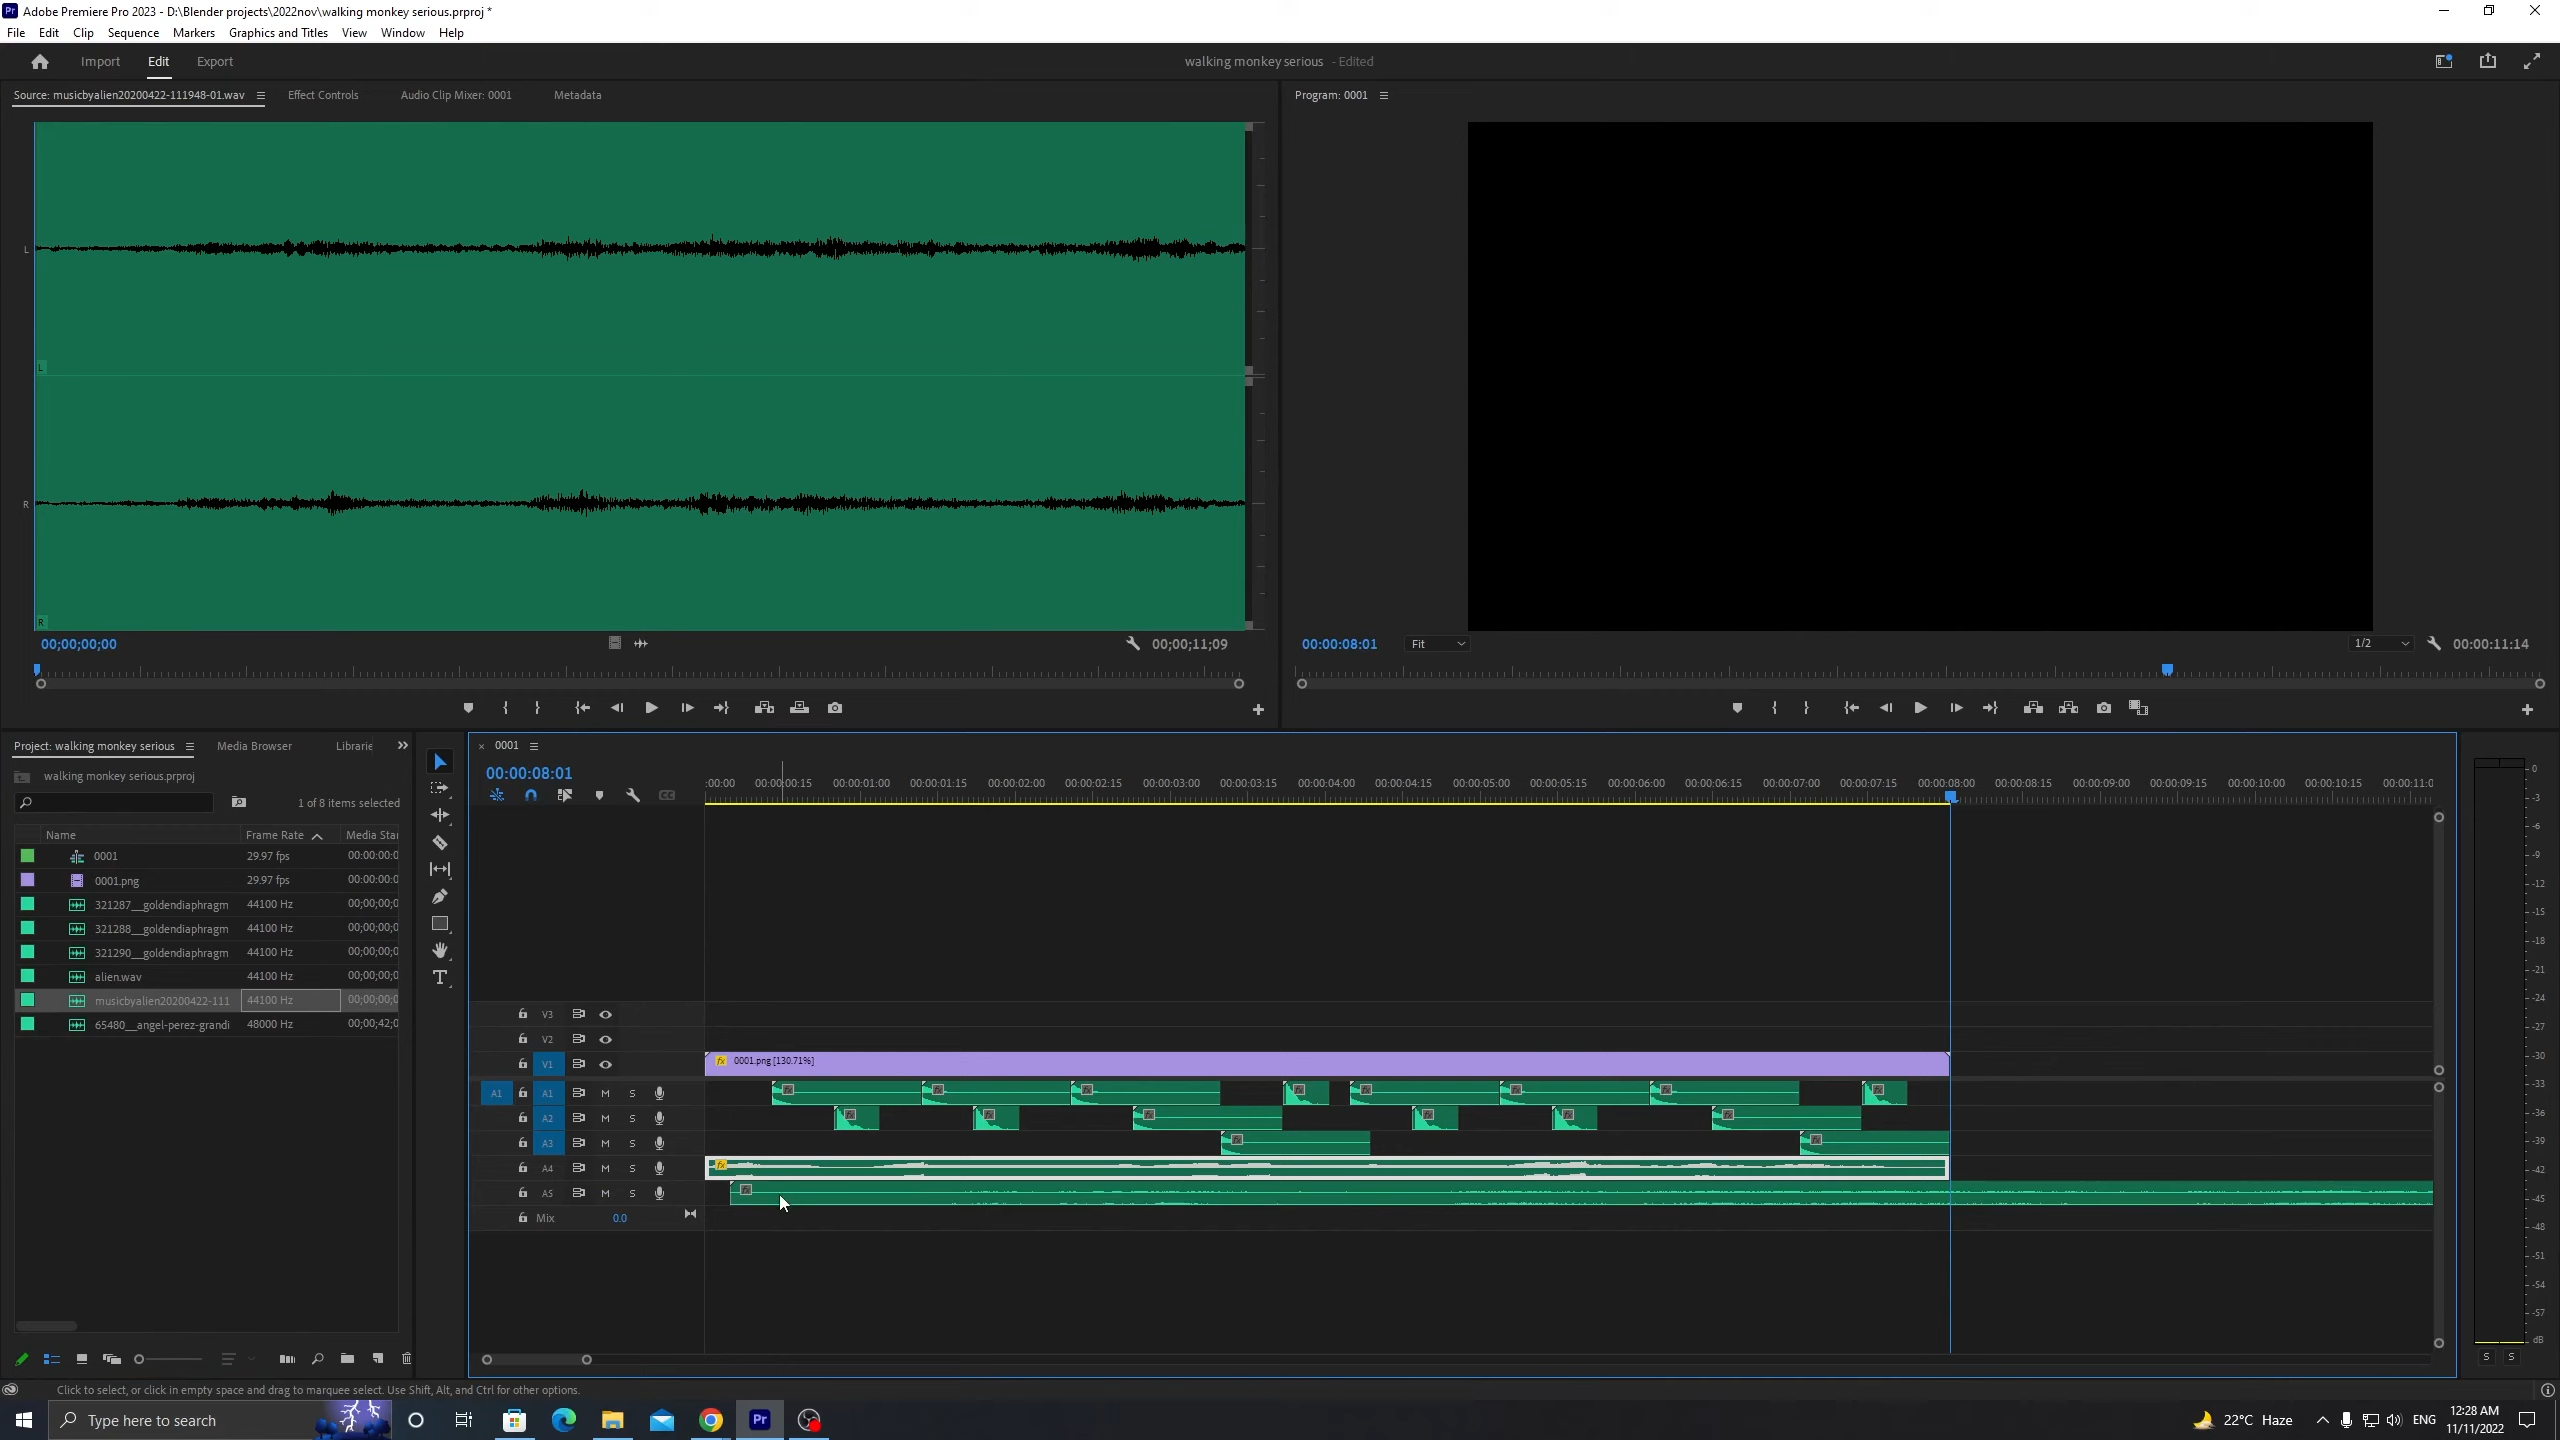 Adobe Premiere Pro 2023 - D:\Blender projects\2022nov\walking monkey serious.prproj *
File Edit Clip Sequence Markers Graphics and Titles View Window Help
Import Edit Export
walking monkey serious - Edited
Source: musicbyalien20200422-111948-01.wav Effect Controls Audio Clip Mixer: 0001 Metadata
Program: 0001
L
L
R
R
00;00;00;00
00;00;11;09
00:00:08:01
Fit
1/2
00:00:11:14
Project: walking monkey serious Media Browser Librarie
walking monkey serious.prproj
1 of 8 items selected
Name Frame Rate Media Sta
0001 29.97 fps 00:00:00:0
0001.png 29.97 fps 00:00:00:0
321287__goldendiaphragm 44100 Hz 00;00;00;0
321288__goldendiaphragm 44100 Hz 00;00;00;0
321290__goldendiaphragm 44100 Hz 00;00;00;0
alien.wav 44100 Hz 00;00;00;0
musicbyalien20200422-111 44100 Hz 00;00;00;0
65480__angel-perez-grandi 48000 Hz 00;00;42;0
0001
00:00:08:01
:00:00 00:00:00:15 00:00:01:00 00:00:01:15 00:00:02:00 00:00:02:15 00:00:03:00 00:00:03:15 00:00:04:00 00:00:04:15 00:00:05:00 00:00:05:15 00:00:06:00 00:00:06:15 00:00:07:00 00:00:07:15 00:00:08:00 00:00:08:15 00:00:09:00 00:00:09:15 00:00:10:00 00:00:10:15 00:00:11:0
V3
V2
V1
fx 0001.png [130.71%]
A1 A1 M S
A2 M S
A3 M S
A4 M S
A5 M S
Mix 0.0
0
-3
-6
-9
-12
-15
-18
-21
-24
-27
-30
-33
-36
-39
-42
-45
-48
-51
-54
-57
dB
S S
Click to select, or click in empty space and drag to marquee select. Use Shift, Alt, and Ctrl for other options.
Type here to search
Pr
22°C Haze
ENG
12:28 AM
11/11/2022